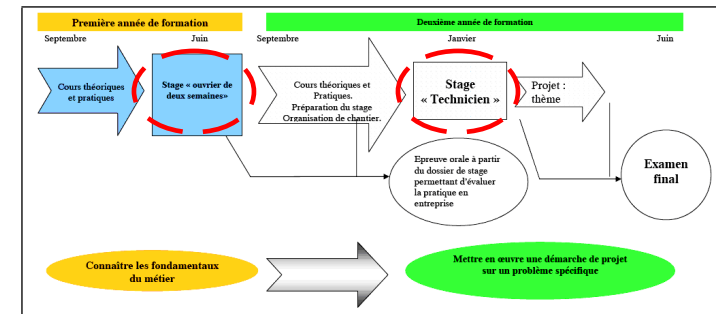 Première année de formation
Deuxième année de formation
Septembre
Juin
Septembre
Janvier
Juin
Cours théoriques
et pratiques
Stage « ouvrier de
deux semaines»
Cours théoriques et
Pratiques.
Préparation du stage
Organisation de chantier.
Stage
« Technicien »
Projet :
thème
Epreuve orale à partir
du dossier de stage
permettant d'évaluer
la pratique en
entreprise
Examen
final
Connaître les fondamentaux
du métier
Mettre en œuvre une démarche de projet
sur un problème spécifique